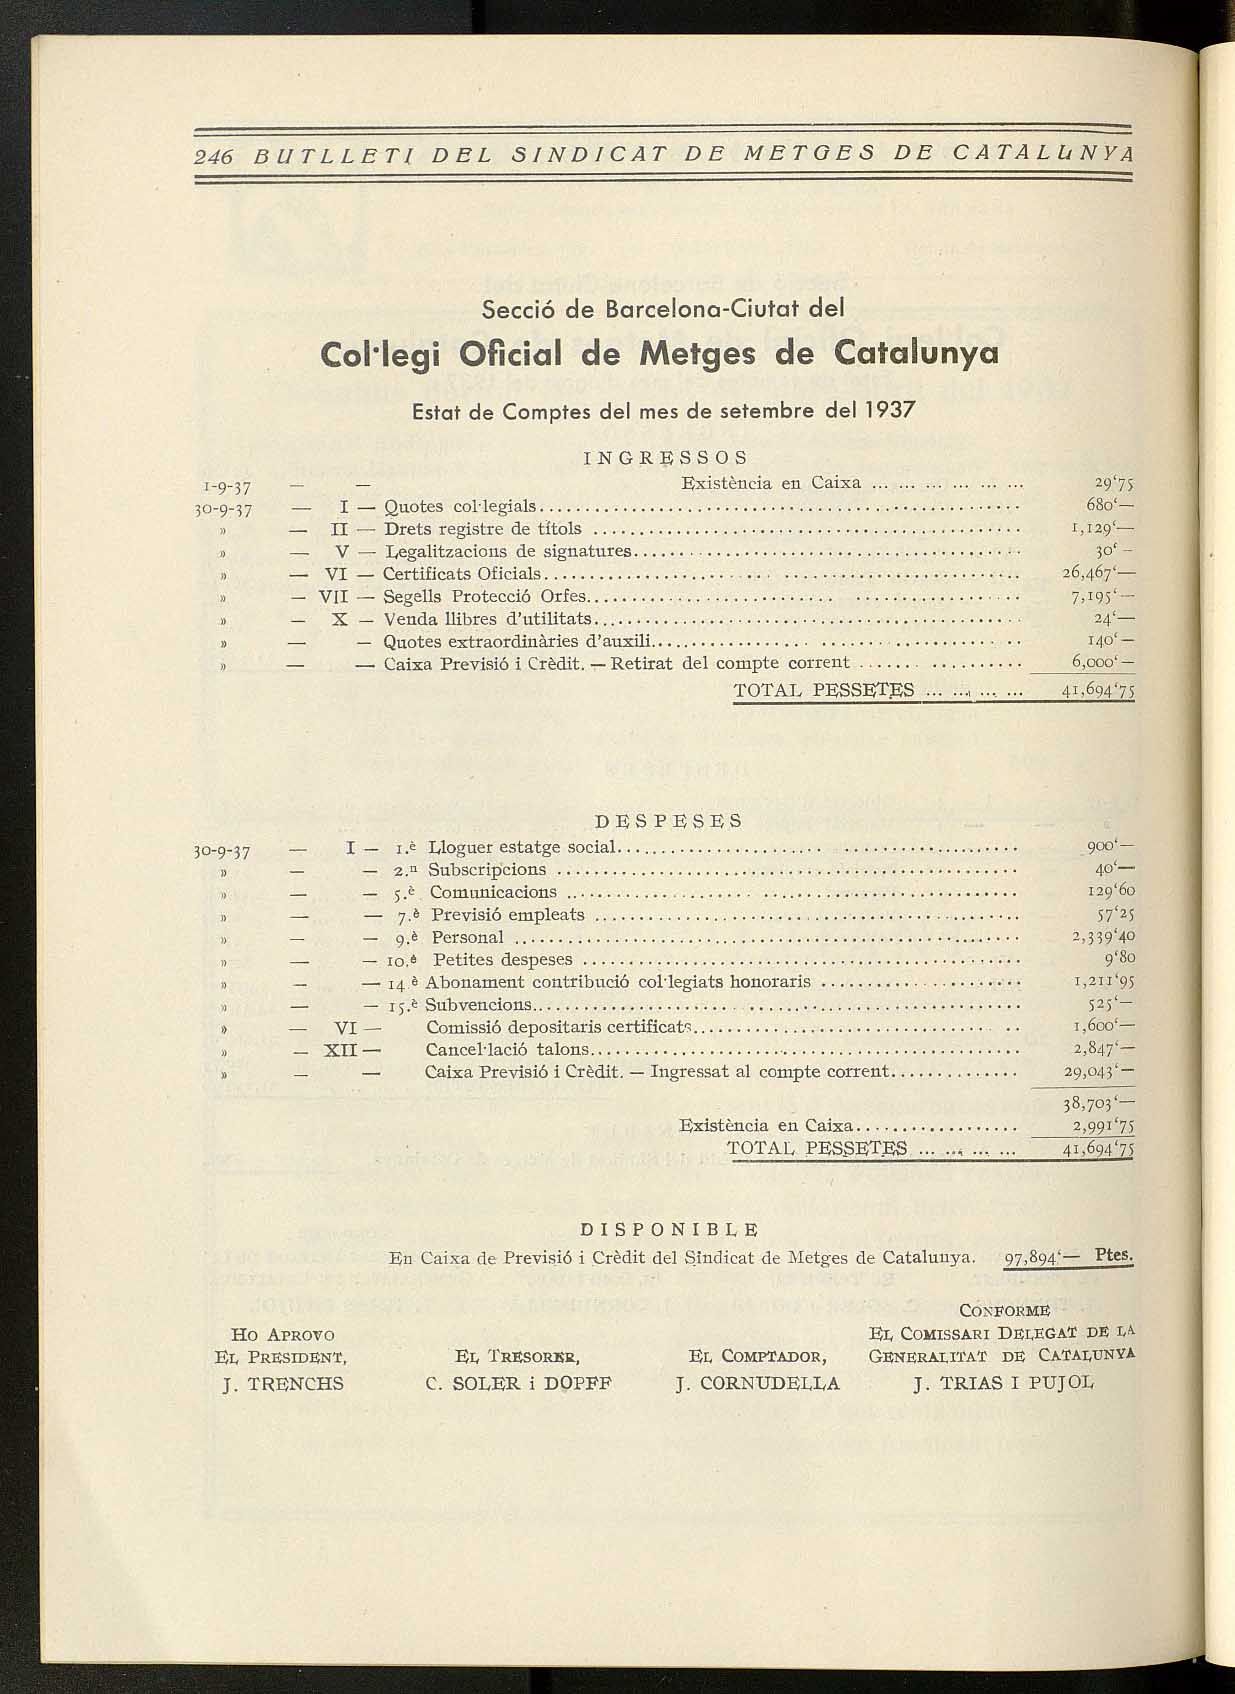 246 BUTLLETI DEL SINDICAT DE METGES DE CATALUNYA
Secció de Barcelona-Ciutat del
Col·legi Oficial de Metges de Catalunya
Estat de Comptes del mes de setembre del 1937
INGRESSOS
1-9-37 — — Existència en Caixa ... ... ... ... ... ... 29'75
30-9-37 — I — Quotes col·legials 680'—
» — II — Drets registre de títols 1,129'—
» — V — Legalitzacions de signatures 30'—
» — VI — Certificats Oficials 26,467'—
» — VII — Segells Protecció Orfes 7,195'—
» — X — Venda llibres d'utilitats 24'—
» — — Quotes extraordinàries d'auxili 140'—
» — — Caixa Previsió i Crèdit. — Retirat del compte corrent 6,000'—
TOTAL PESSETES ... ... ... ... 41,694'75
DESPESES
30-9-37 — I — 1.è Lloguer estatge social 900'—
» — — 2.n Subscripcions 40'—
» — — 5.è Comunicacions 129'60
» — — 7.è Previsió empleats 57'25
» — — 9.è Personal 2,339'40
» — — 10.è Petites despeses 9'80
» — — 14.è Abonament contribució col·legiats honoraris 1,211'95
» — — 15.è Subvencions 525'—
» — VI — Comissió depositaris certificats 1,600'—
» — XII — Cancel·lació talons 2,847'—
» — — Caixa Previsió i Crèdit. — Ingressat al compte corrent 29,043'—
38,703'—
Existència en Caixa 2,991'75
TOTAL PESSETES ... ... ... ... 41,694'75
DISPONIBLE
En Caixa de Previsió i Crèdit del Sindicat de Metges de Catalunya. 97,894'— Ptes.
CONFORME
HO APROVO EL COMISSARI DELEGAT DE LA
EL PRESIDENT, EL TRESORER, EL COMPTADOR, GENERALITAT DE CATALUNYA
J. TRENCHS C. SOLER i DOPFF J. CORNUDELLA J. TRIAS I PUJOL